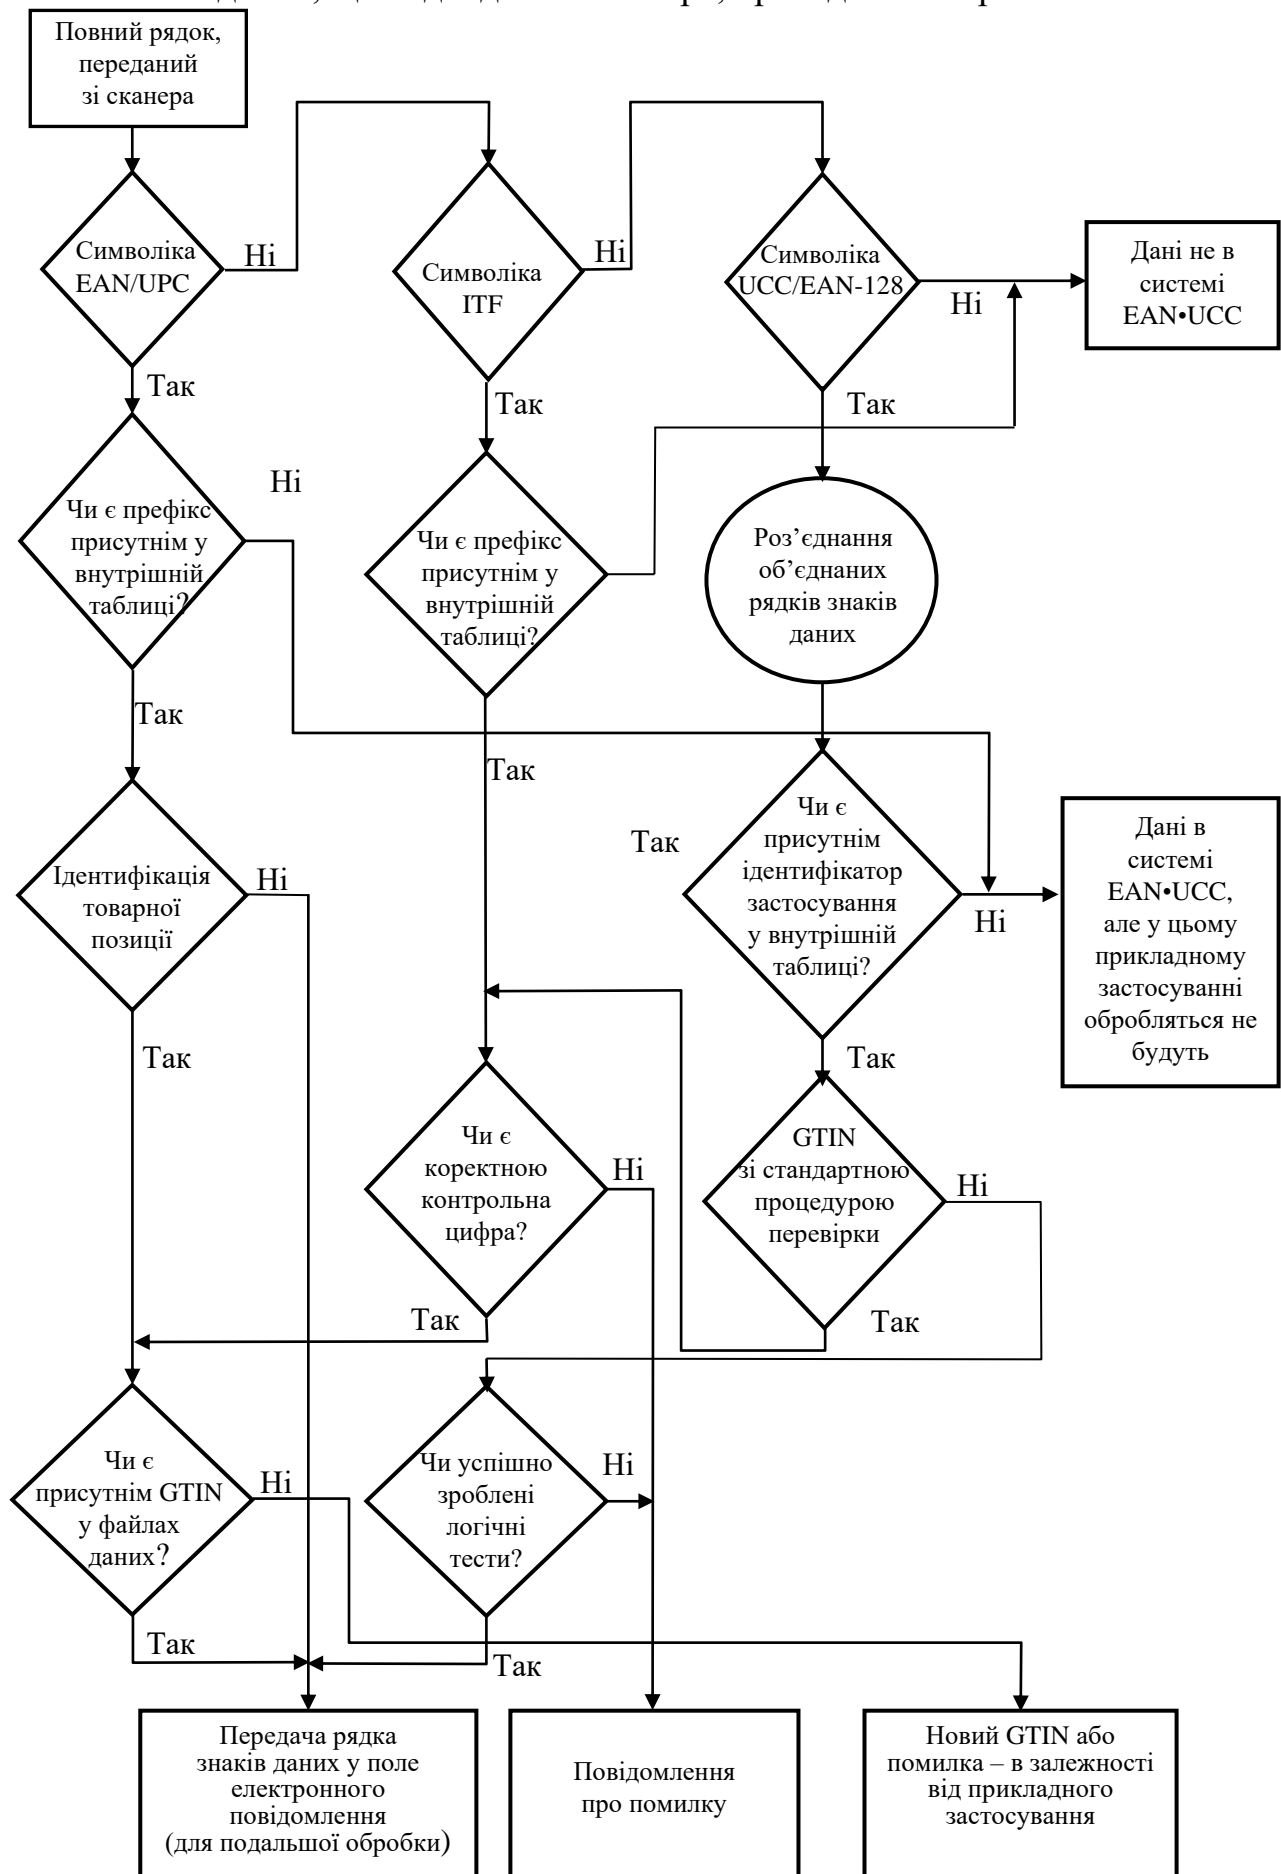 Повний рядок,
переданий
зі сканера
Символіка
EAN/UPC
Ні
Символіка
ITF
Ні
Символіка
UCC/EAN-128
Ні
Дані не в
системі
EAN•UCC
Так
Так
Так
Чи є префікс
присутнім у
внутрішній
таблиці?
Ні
Чи є префікс
присутнім у
внутрішній
таблиці?
Роз’єднання
об’єднаних
рядків знаків
даних
Так
Так
Ідентифікація
товарної
позиції
Ні
Так
Чи є
присутнім
ідентифікатор
застосування
у внутрішній
таблиці?
Ні
Дані в
системі
EAN•UCC,
але у цьому
прикладному
застосуванні
обробляться не
будуть
Так
Так
Чи є
коректною
контрольна
цифра?
Ні
GTIN
зі стандартною
процедурою
перевірки
Ні
Так
Так
Чи є
присутнім GTIN
у файлах
даних?
Ні
Чи успішно
зроблені
логічні
тести?
Ні
Так
Так
Передача рядка
знаків даних у поле
електронного
повідомлення
(для подальшої обробки)
Повідомлення
про помилку
Новий GTIN або
помилка – в залежності
від прикладного
застосування